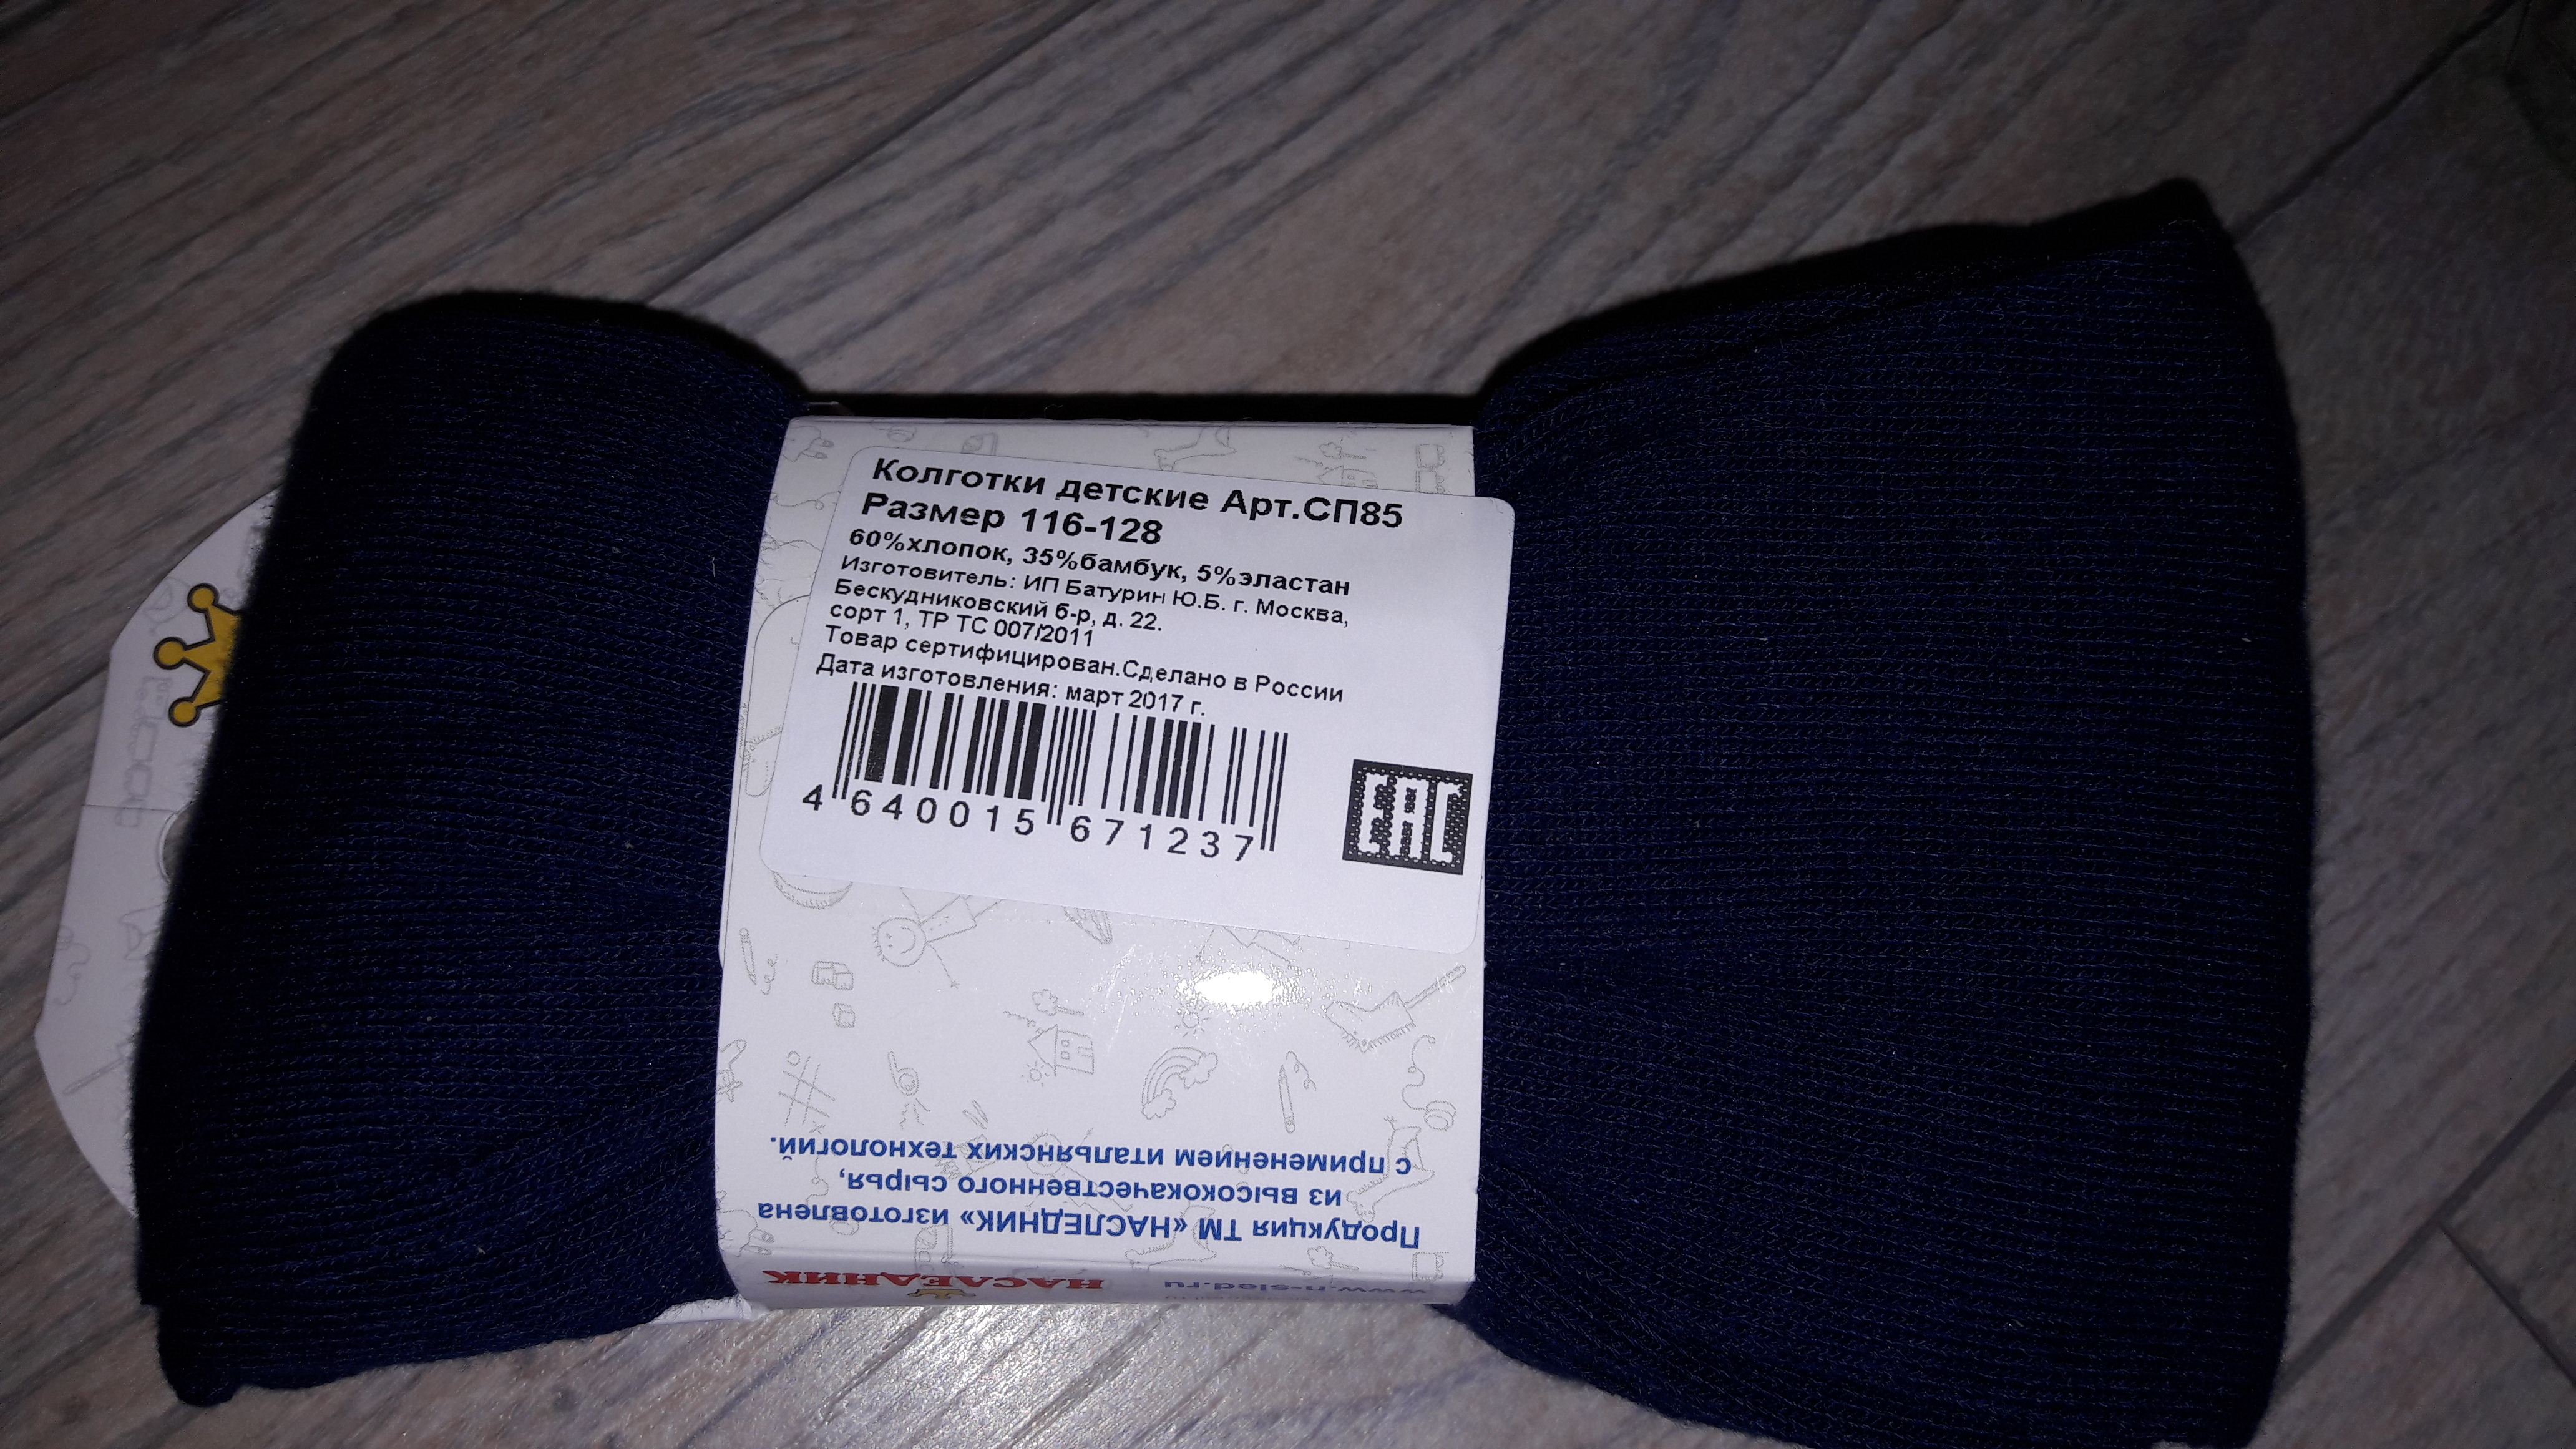 Колготки детские Арт.СП85
Размер 116-128
60%хлопок, 35%бамбук, 5%эластан
Изготовитель: ИП Батурин Ю.Б. г. Москва,
Бескудниковский б-р, д. 22.
сорт 1, ТР ТС 007/2011
Товар сертифицирован.Сделано в России
Дата изготовления: март 2017 г.
4 640015 671237
EAC
www.n-sled.ru НАСЛЕДНИК
Продукция ТМ «НАСЛЕДНИК» изготовлена
из высококачественного сырья,
с применением итальянских технологий.